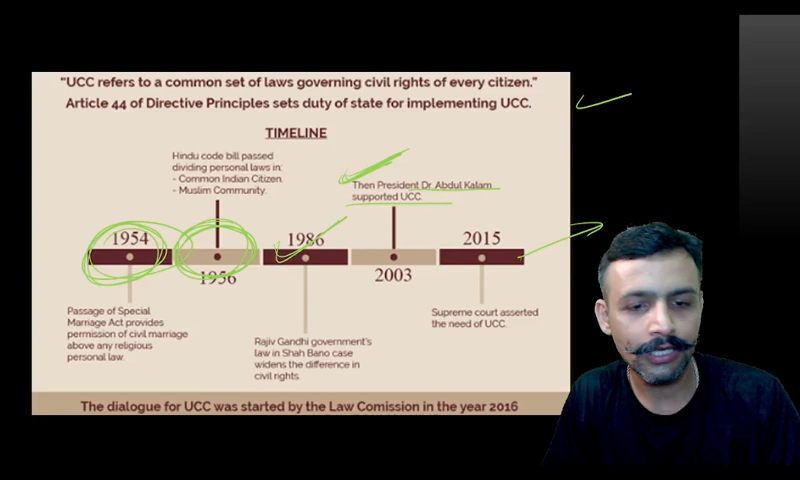 “UCC refers to a common set of laws governing civil rights of every citizen.”
Article 44 of Directive Principles sets duty of state for implementing UCC.
TIMELINE
Hindu code bill passed
dividing personal laws in:
- Common Indian Citizen.
- Muslim Community.
Then President Dr. Abdul Kalam
supported UCC.
1954
1956
1986
2003
2015
Passage of Special
Marriage Act provides
permission of civil marriage
above any religious
personal law.
Rajiv Gandhi government's
law in Shah Bano case
widens the difference in
civil rights.
Supreme court asserted
the need of UCC.
The dialogue for UCC was started by the Law Comission in the year 2016